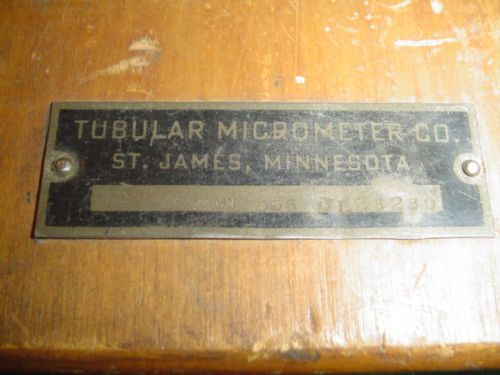 TUBULAR MICROMETER CO.
ST. JAMES, MINNESOTA